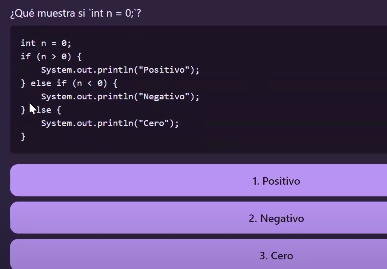 ¿Qué muestra si `int n = 0;`?
int n = 0;
if (n > 0) {
    System.out.println("Positivo");
} else if (n < 0) {
    System.out.println("Negativo");
} else {
    System.out.println("Cero");
}
1. Positivo
2. Negativo
3. Cero